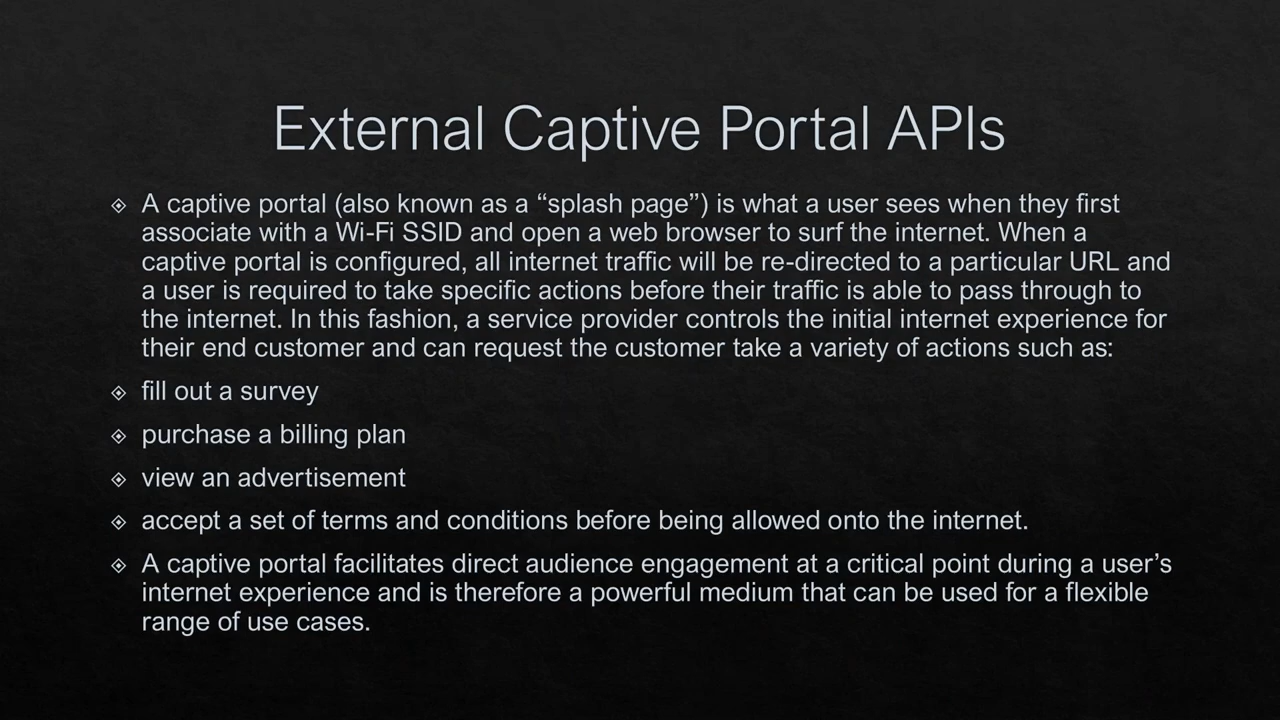 External Captive Portal APIs
A captive portal (also known as a “splash page”) is what a user sees when they first
associate with a Wi-Fi SSID and open a web browser to surf the internet. When a
captive portal is configured, all internet traffic will be re-directed to a particular URL and
a user is required to take specific actions before their traffic is able to pass through to
the internet. In this fashion, a service provider controls the initial internet experience for
their end customer and can request the customer take a variety of actions such as:
fill out a survey
purchase a billing plan
view an advertisement
accept a set of terms and conditions before being allowed onto the internet.
A captive portal facilitates direct audience engagement at a critical point during a user’s
internet experience and is therefore a powerful medium that can be used for a flexible
range of use cases.